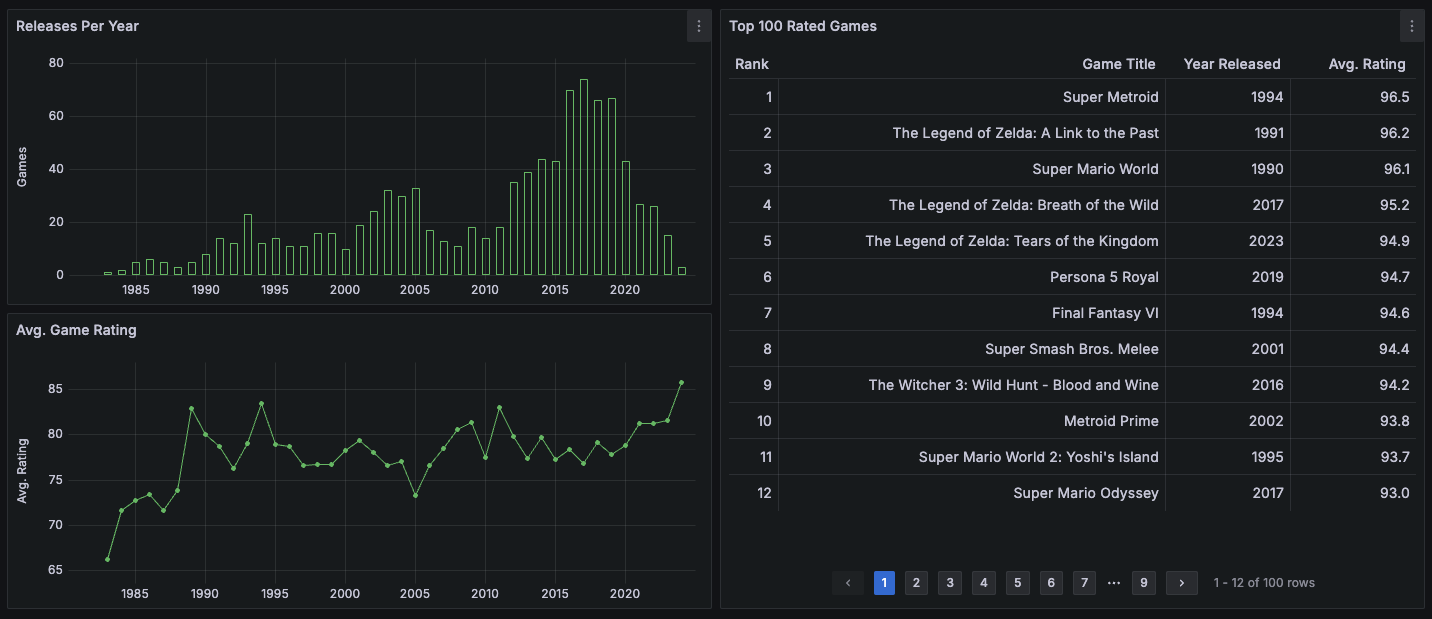 Releases Per Year
Games
80
60
40
20
0
1985 1990 1995 2000 2005 2010 2015 2020
Avg. Game Rating
Avg. Rating
85
80
75
70
65
1985 1990 1995 2000 2005 2010 2015 2020
Top 100 Rated Games
Rank Game Title Year Released Avg. Rating
1 Super Metroid 1994 96.5
2 The Legend of Zelda: A Link to the Past 1991 96.2
3 Super Mario World 1990 96.1
4 The Legend of Zelda: Breath of the Wild 2017 95.2
5 The Legend of Zelda: Tears of the Kingdom 2023 94.9
6 Persona 5 Royal 2019 94.7
7 Final Fantasy VI 1994 94.6
8 Super Smash Bros. Melee 2001 94.4
9 The Witcher 3: Wild Hunt - Blood and Wine 2016 94.2
10 Metroid Prime 2002 93.8
11 Super Mario World 2: Yoshi's Island 1995 93.7
12 Super Mario Odyssey 2017 93.0
‹ 1 2 3 4 5 6 7 ··· 9 › 1 - 12 of 100 rows